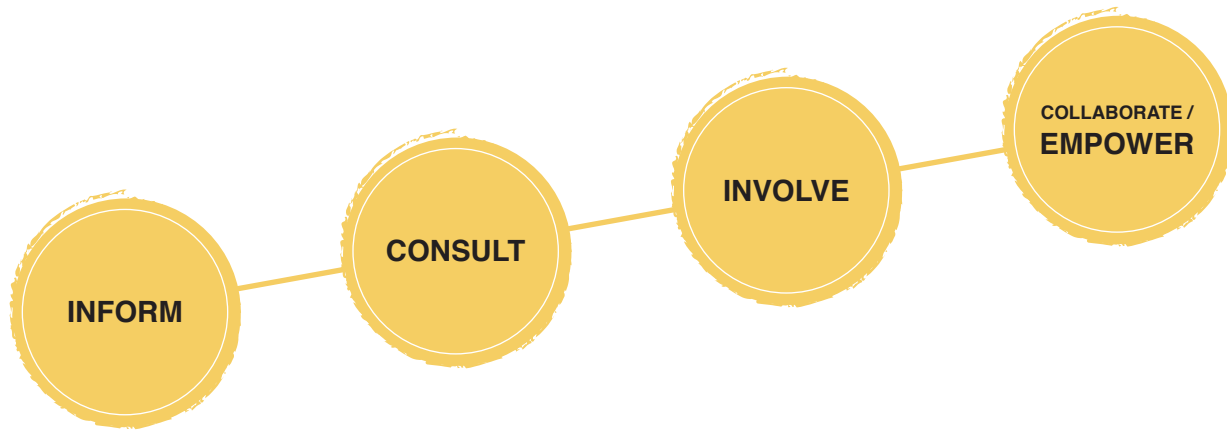 INFORM
CONSULT
INVOLVE
COLLABORATE /
EMPOWER